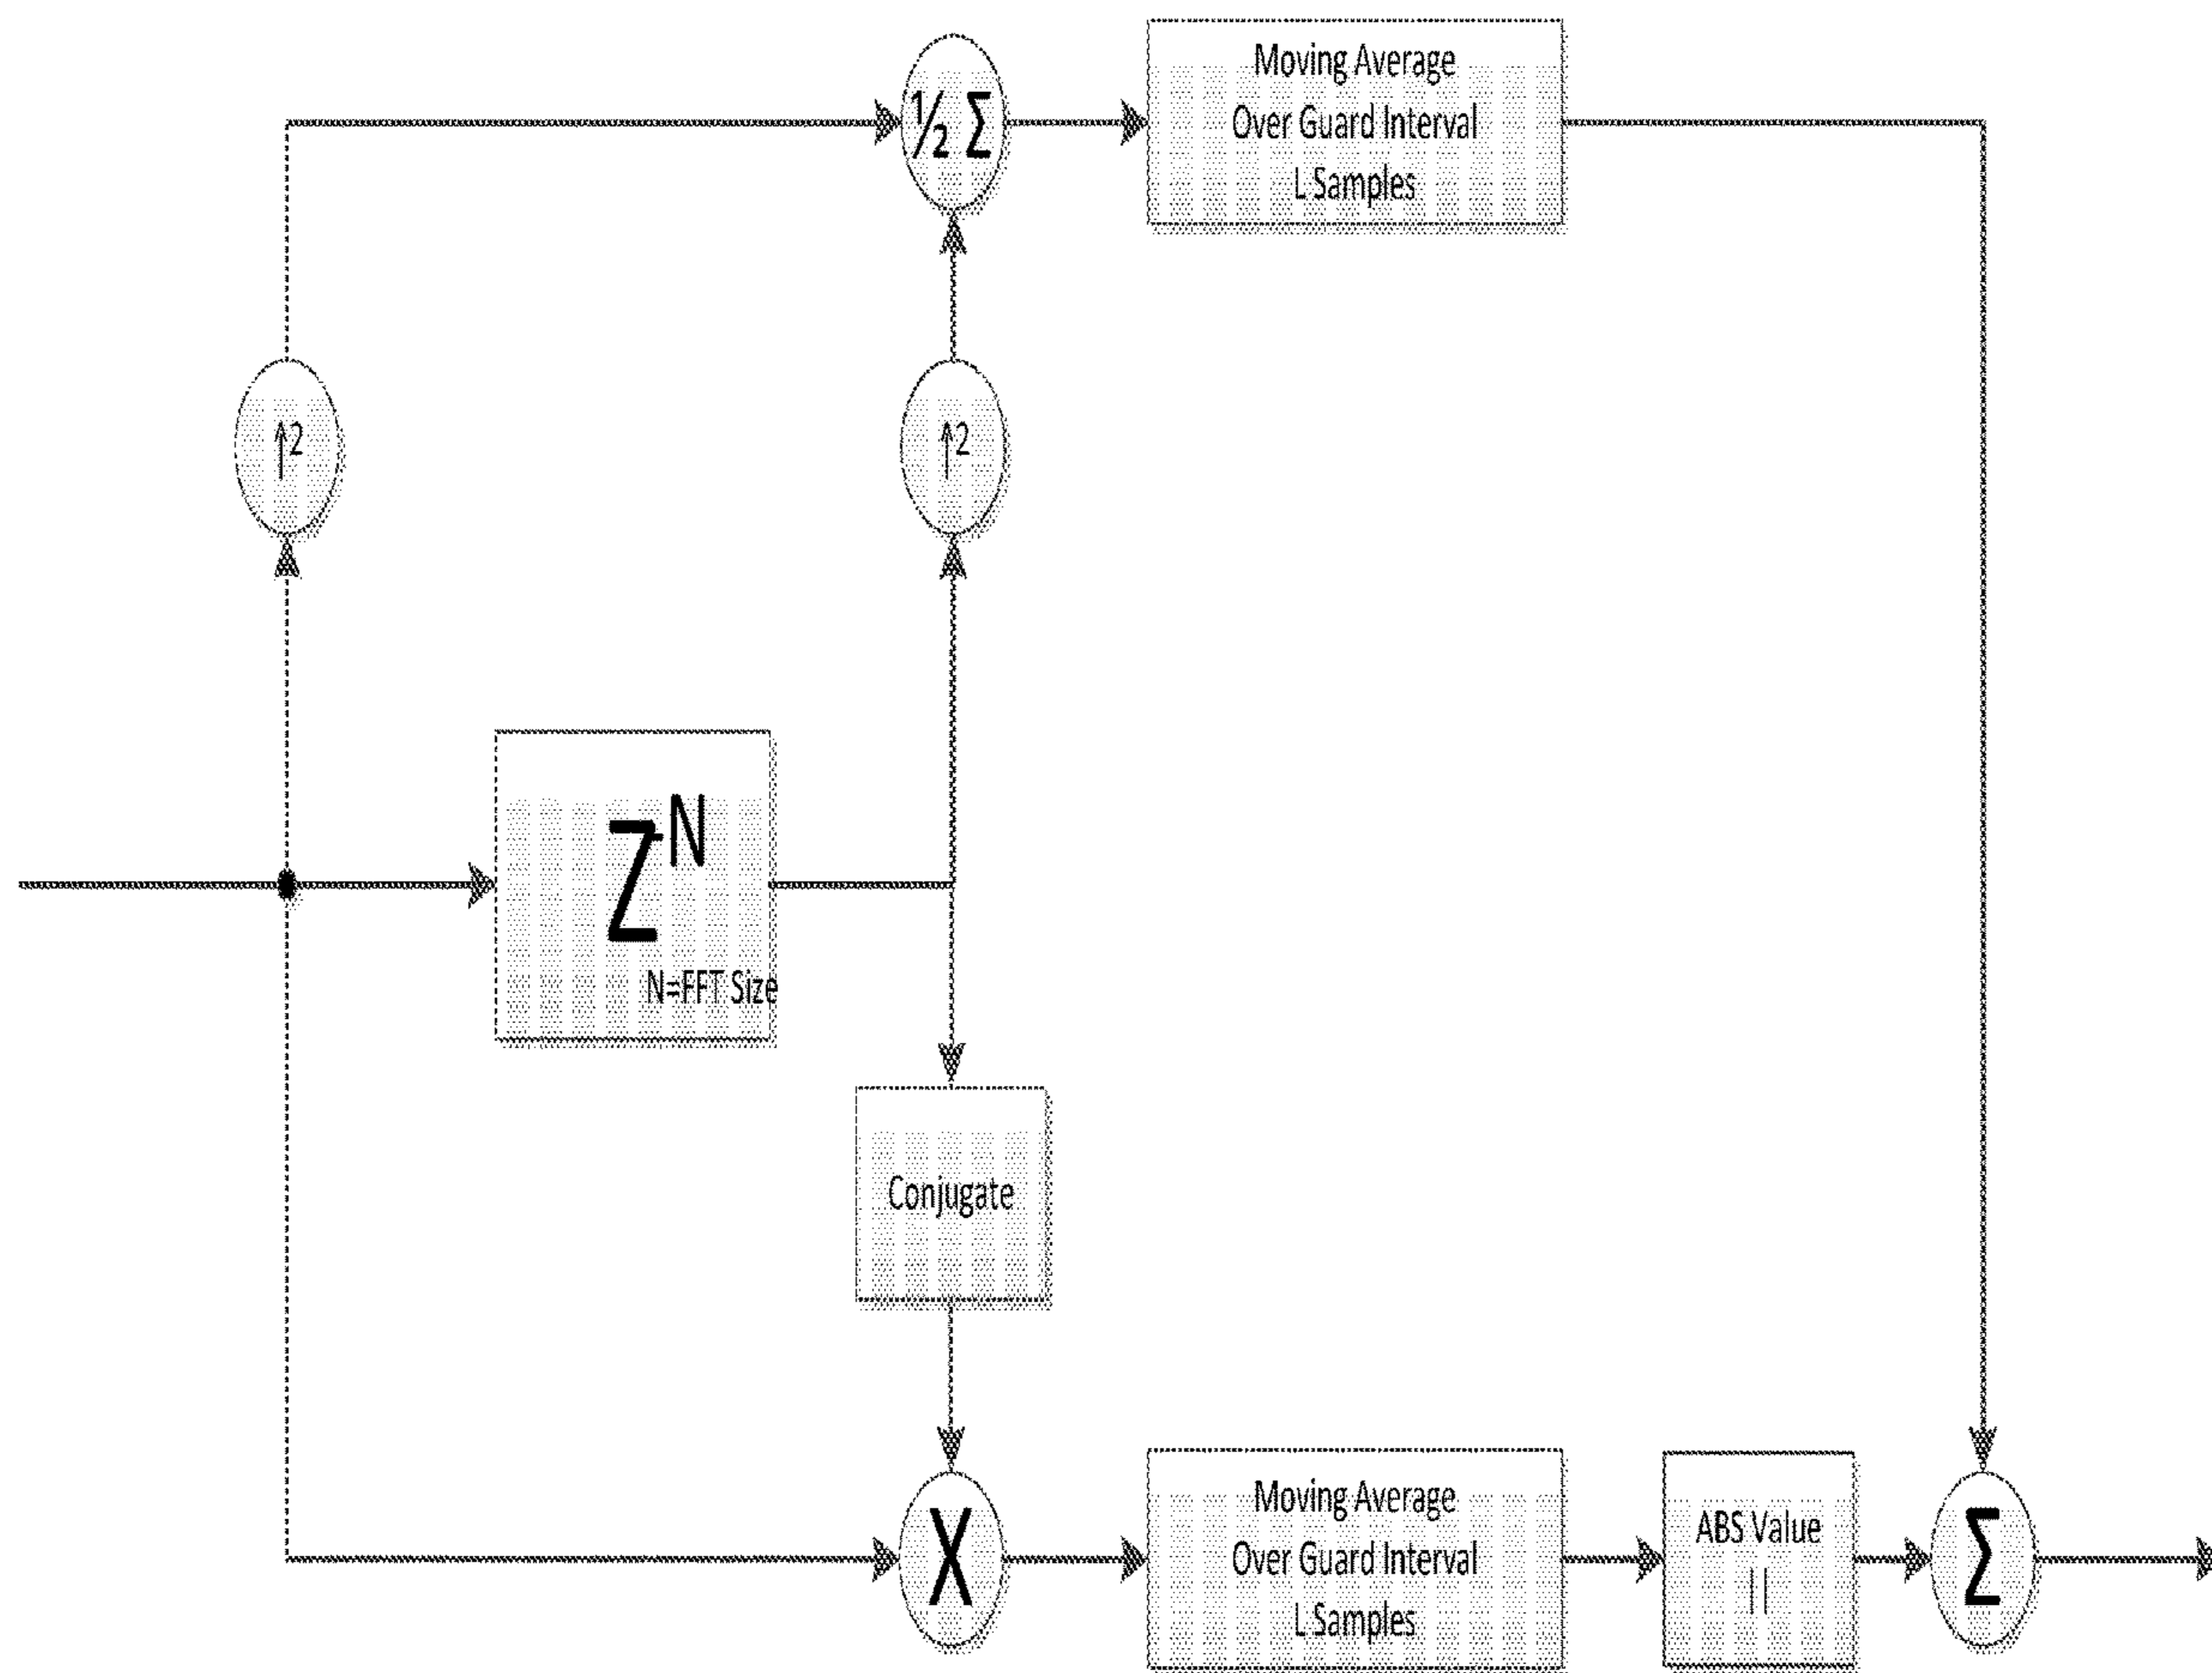 ½ Σ
Moving Average
Over Guard Interval
L Samples
↑2
↑2
Z-N
N=FFT Size
Conjugate
X
Moving Average
Over Guard Interval
L Samples
ABS Value
| |
Σ